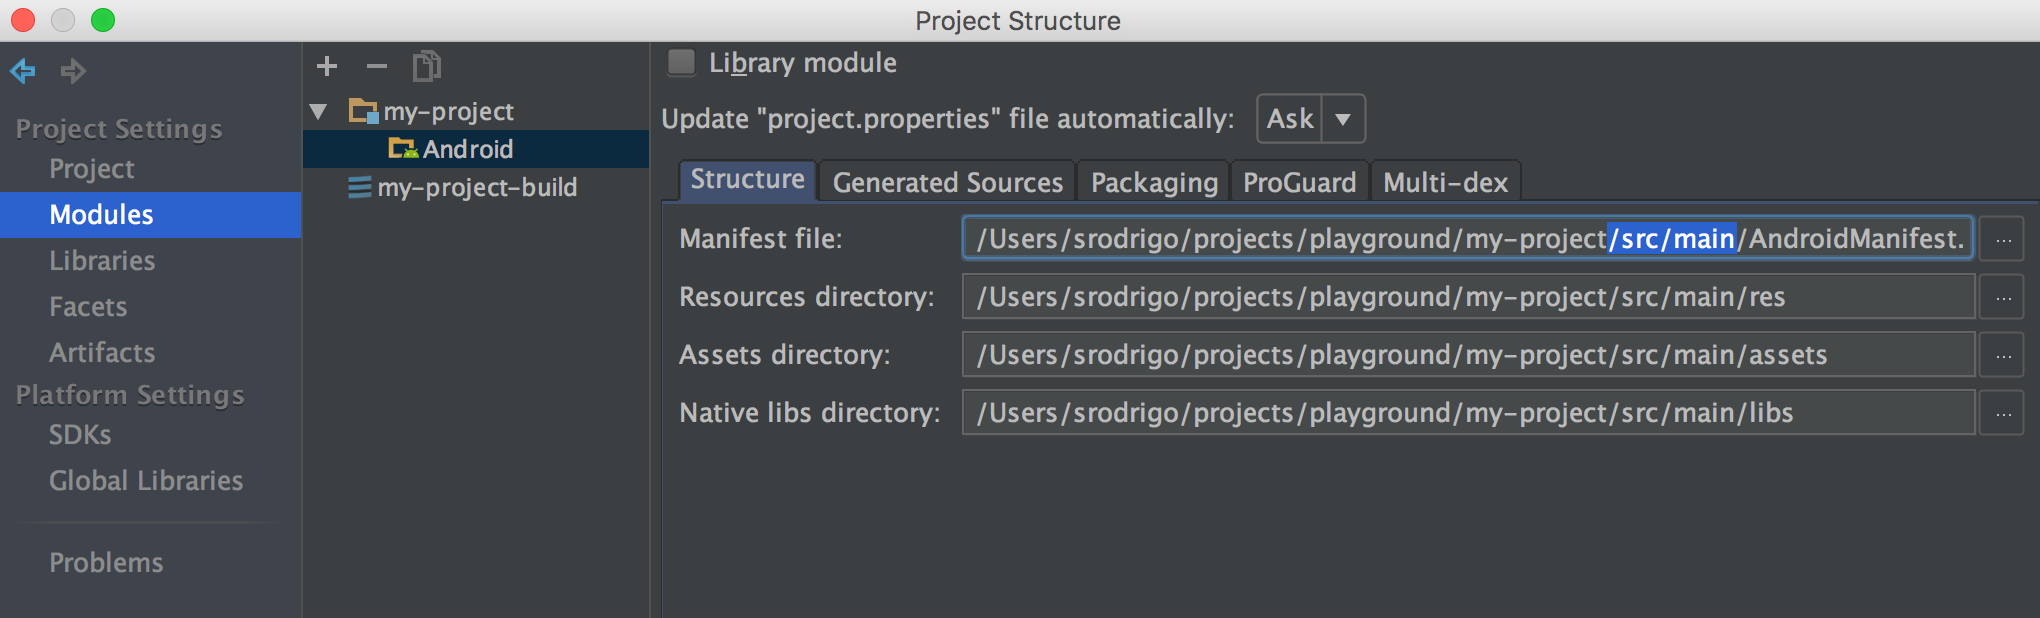 Project Structure
Project Settings
Project
Modules
Libraries
Facets
Artifacts
Platform Settings
SDKs
Global Libraries
Problems
my-project
Android
my-project-build
Library module
Update "project.properties" file automatically: Ask
Structure Generated Sources Packaging ProGuard Multi-dex
Manifest file: /Users/srodrigo/projects/playground/my-project/src/main/AndroidManifest. ...
Resources directory: /Users/srodrigo/projects/playground/my-project/src/main/res ...
Assets directory: /Users/srodrigo/projects/playground/my-project/src/main/assets ...
Native libs directory: /Users/srodrigo/projects/playground/my-project/src/main/libs ...